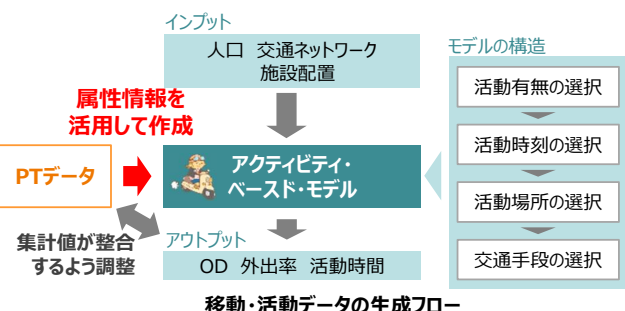 インプット
人口 交通ネットワーク
施設配置
属性情報を
活用して作成
PTデータ
アクティビティ・
ベースド・モデル
集計値が整合
するよう調整
アウトプット
OD 外出率 活動時間
モデルの構造
活動有無の選択
活動時刻の選択
活動場所の選択
交通手段の選択
移動・活動データの生成フロー